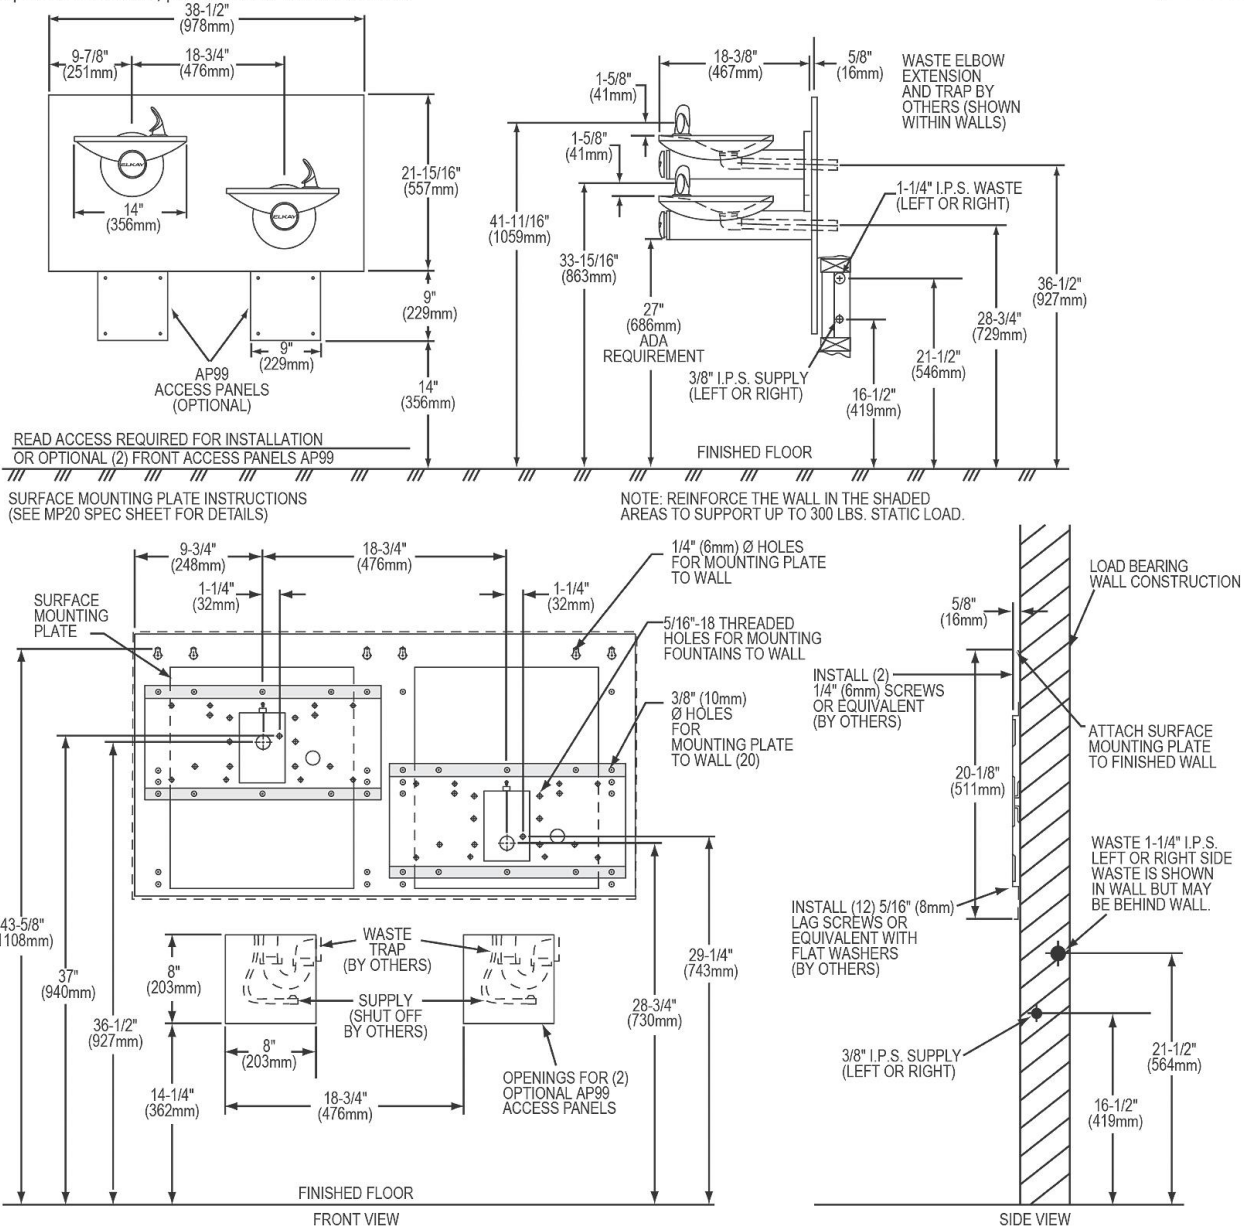 38-1/2"
(978mm)
9-7/8"
(251mm)
18-3/4"
(476mm)
ELKAY
ELKAY
14"
(356mm)
21-15/16"
(557mm)
9"
(229mm)
9"
(229mm)
14"
(356mm)
AP99
ACCESS PANELS
(OPTIONAL)
READ ACCESS REQUIRED FOR INSTALLATION
OR OPTIONAL (2) FRONT ACCESS PANELS AP99
18-3/8"
(467mm)
5/8"
(16mm)
WASTE ELBOW
EXTENSION
AND TRAP BY
OTHERS (SHOWN
WITHIN WALLS)
1-5/8"
(41mm)
1-5/8"
(41mm)
1-1/4" I.P.S. WASTE
(LEFT OR RIGHT)
41-11/16"
(1059mm)
33-15/16"
(863mm)
27"
(686mm)
ADA
REQUIREMENT
3/8" I.P.S. SUPPLY
(LEFT OR RIGHT)
36-1/2"
(927mm)
28-3/4"
(729mm)
21-1/2"
(546mm)
16-1/2"
(419mm)
FINISHED FLOOR
SURFACE MOUNTING PLATE INSTRUCTIONS
(SEE MP20 SPEC SHEET FOR DETAILS)
NOTE: REINFORCE THE WALL IN THE SHADED
AREAS TO SUPPORT UP TO 300 LBS. STATIC LOAD.
9-3/4"
(248mm)
18-3/4"
(476mm)
1-1/4"
(32mm)
1-1/4"
(32mm)
SURFACE
MOUNTING
PLATE
1/4" (6mm) Ø HOLES
FOR MOUNTING PLATE
TO WALL
5/16"-18 THREADED
HOLES FOR MOUNTING
FOUNTAINS TO WALL
3/8" (10mm)
Ø HOLES
FOR
MOUNTING PLATE
TO WALL (20)
43-5/8"
1108mm)
37"
(940mm)
36-1/2"
(927mm)
8"
(203mm)
14-1/4"
(362mm)
8"
(203mm)
18-3/4"
(476mm)
WASTE
TRAP
(BY OTHERS)
SUPPLY
(SHUT OFF
BY OTHERS)
OPENINGS FOR (2)
OPTIONAL AP99
ACCESS PANELS
29-1/4"
(743mm)
28-3/4"
(730mm)
FINISHED FLOOR
FRONT VIEW
5/8"
(16mm)
LOAD BEARING
WALL CONSTRUCTION
INSTALL (2)
1/4" (6mm) SCREWS
OR EQUIVALENT
(BY OTHERS)
ATTACH SURFACE
MOUNTING PLATE
TO FINISHED WALL
20-1/8"
(511mm)
WASTE 1-1/4" I.P.S.
LEFT OR RIGHT SIDE
WASTE IS SHOWN
IN WALL BUT MAY
BE BEHIND WALL.
INSTALL (12) 5/16" (8mm)
LAG SCREWS OR
EQUIVALENT WITH
FLAT WASHERS
(BY OTHERS)
3/8" I.P.S. SUPPLY
(LEFT OR RIGHT)
21-1/2"
(564mm)
16-1/2"
(419mm)
SIDE VIEW